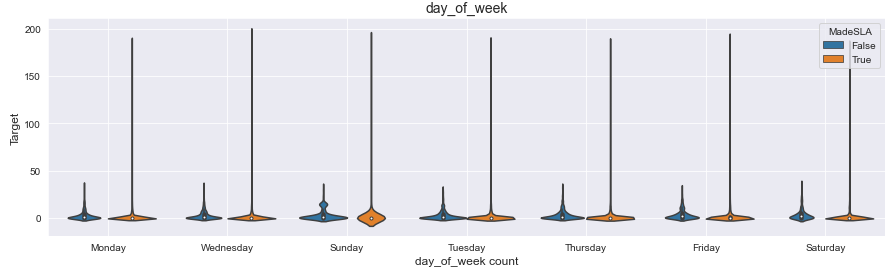 day_of_week
MadeSLA
False
True
200
150
100
50
0
Target
Monday Wednesday Sunday Tuesday Thursday Friday Saturday
day_of_week count